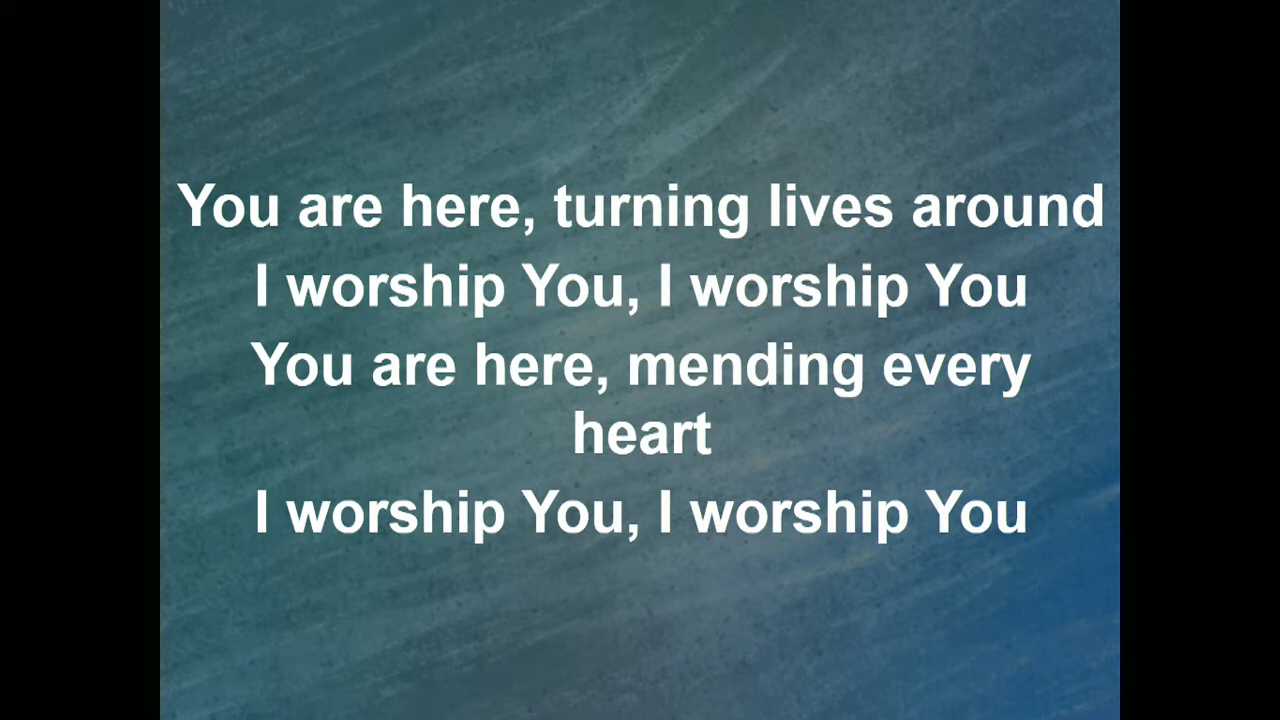 You are here, turning lives around
I worship You, I worship You
You are here, mending every
heart
I worship You, I worship You